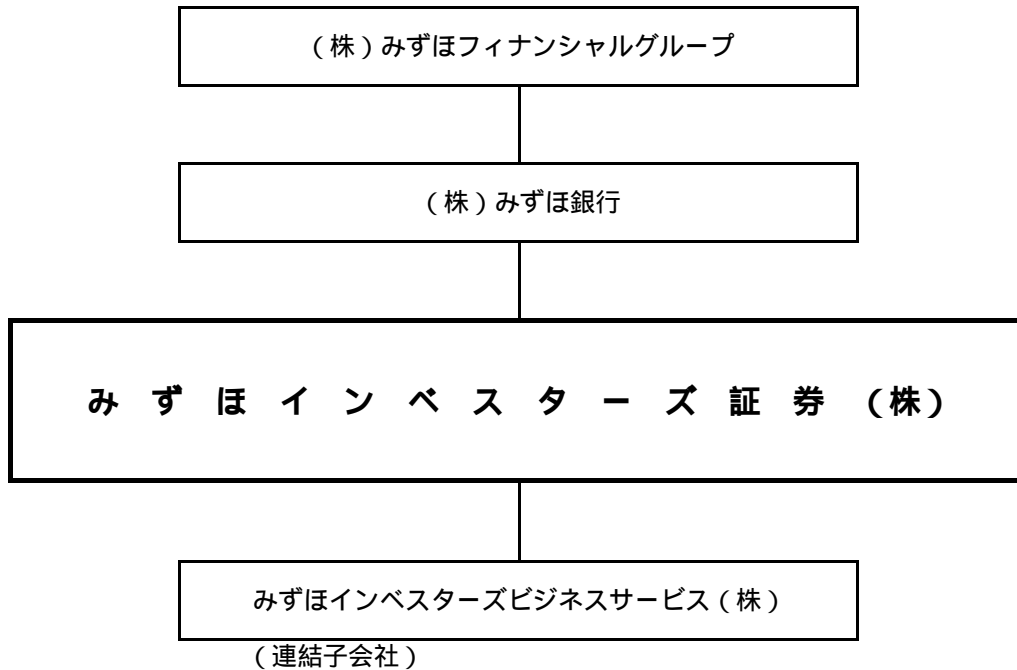 （株）みずほフィナンシャルグループ
（株）みずほ銀行
みずほインベスターズ証券（株）
みずほインベスターズビジネスサービス（株）
（連結子会社）